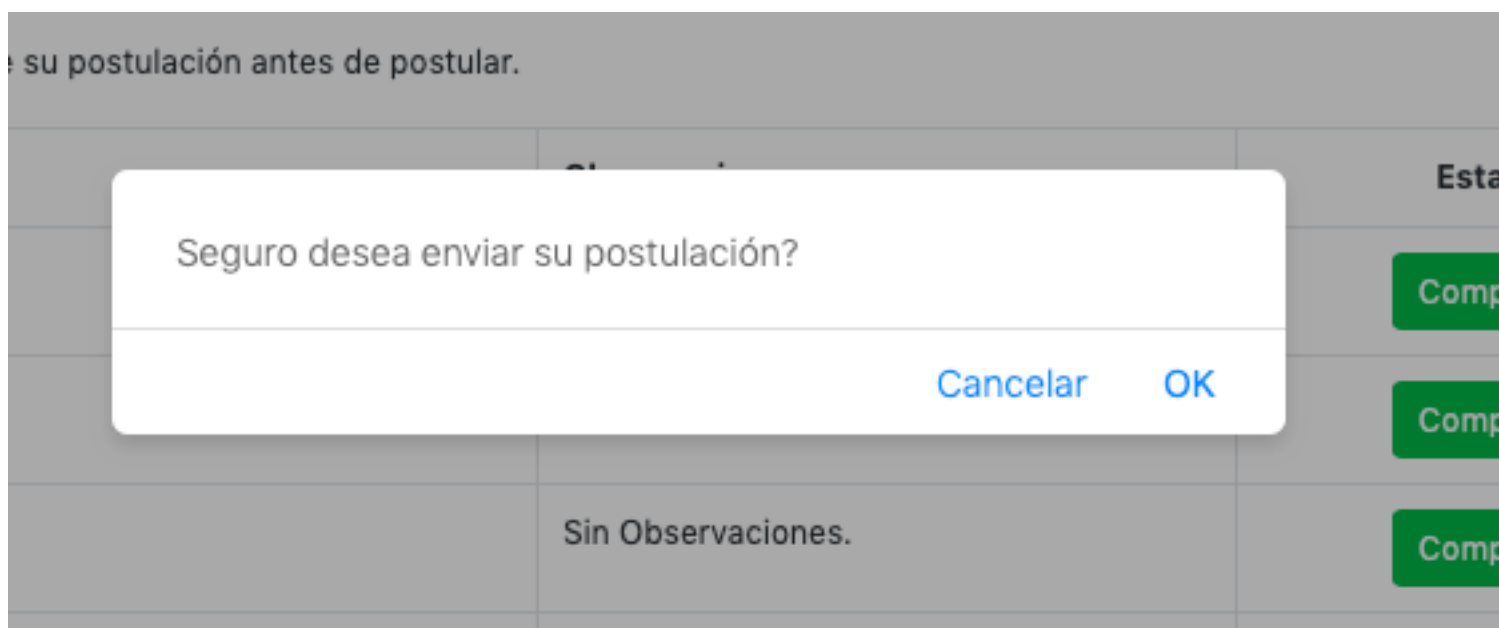 su postulación antes de postular.
Seguro desea enviar su postulación?
Cancelar OK
Sin Observaciones.